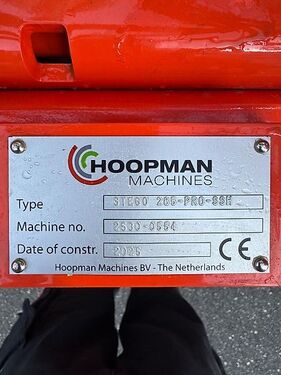 HOOPMAN
MACHINES
Type STEGO 285-PRO-SSH
Machine no. 2530-0554
Date of constr. 2025 CE
Hoopman Machines BV - The Netherlands